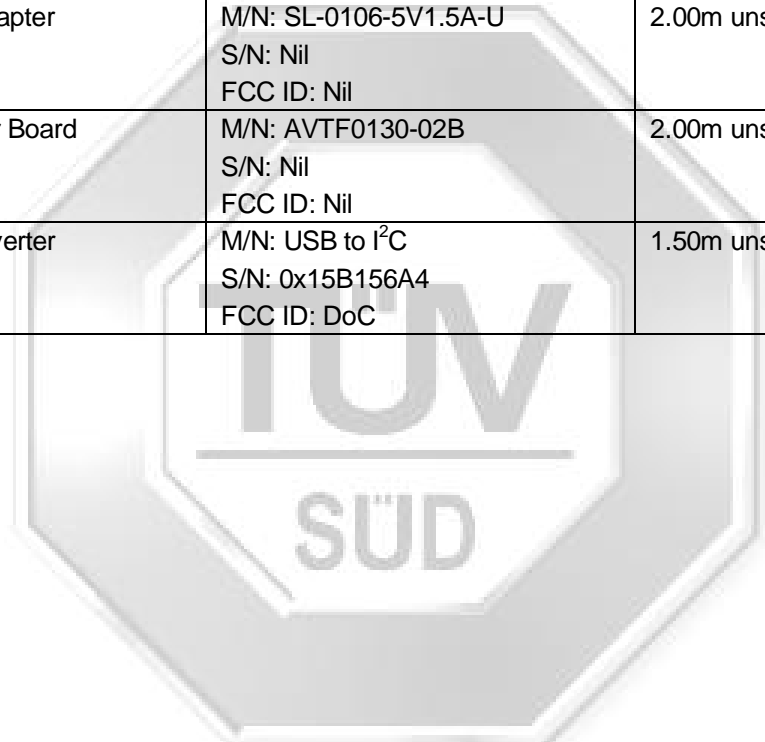 apter M/N: SL-0106-5V1.5A-U 2.00m uns
S/N: Nil
FCC ID: Nil
Board M/N: AVTF0130-02B 2.00m uns
S/N: Nil
FCC ID: Nil
verter M/N: USB to I²C 1.50m uns
S/N: 0x15B156A4
FCC ID: DoC
TÜV
SÜD